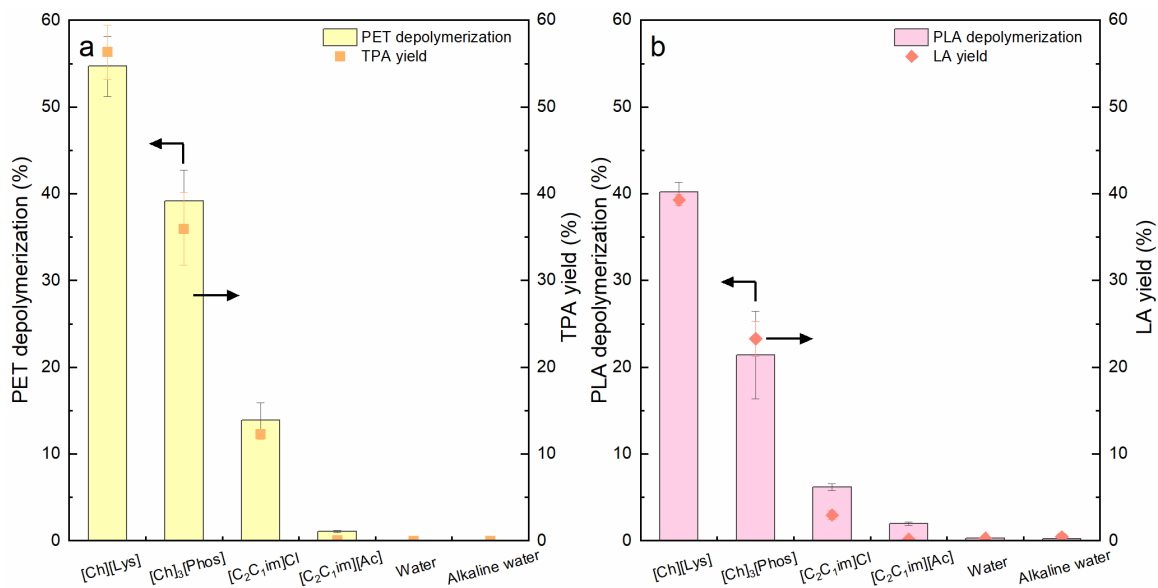 a
PET depolymerization
TPA yield
PET depolymerization (%)
60
50
40
30
20
10
0
60
50
40
30
20
10
0
TPA yield (%)
[Ch][Lys]
[Ch]₃[Phos]
[C₂C₁im]Cl
[C₂C₁im][Ac]
Water
Alkaline water
b
PLA depolymerization
LA yield
PLA depolymerization (%)
60
50
40
30
20
10
0
60
50
40
30
20
10
0
LA yield (%)
[Ch][Lys]
[Ch]₃[Phos]
[C₂C₁im]Cl
[C₂C₁im][Ac]
Water
Alkaline water